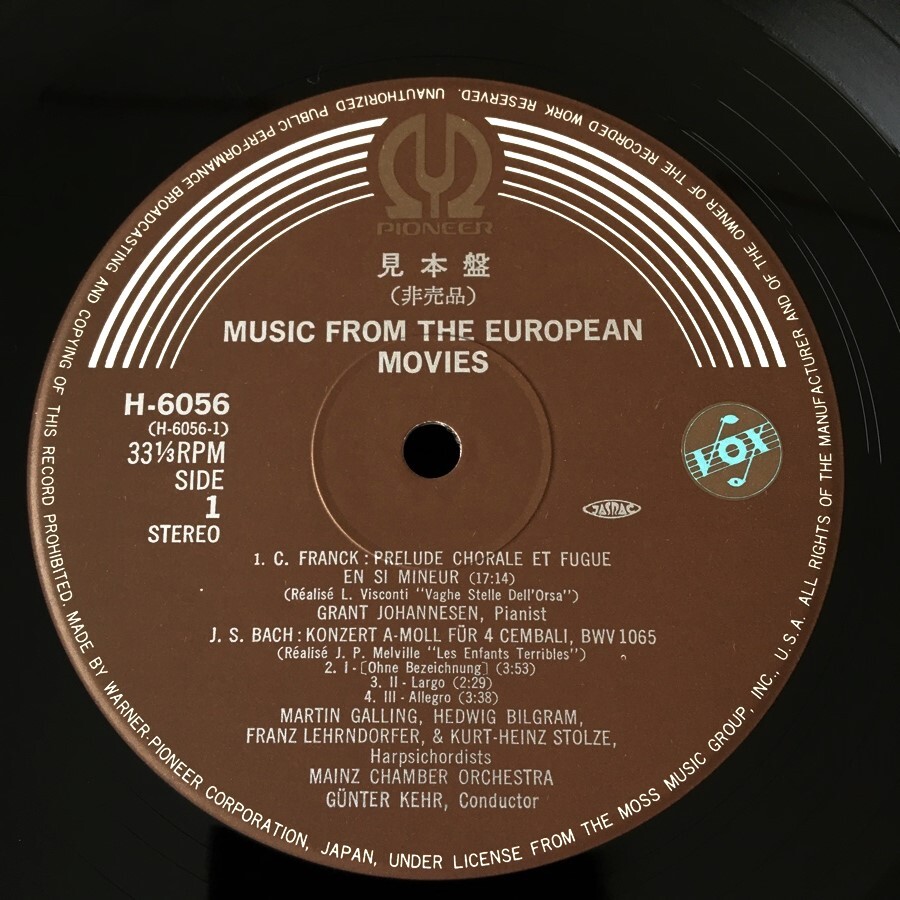 PIONEER
見本盤
(非売品)
MUSIC FROM THE EUROPEAN
MOVIES
H-6056
(H-6056-1)
33⅓RPM
SIDE
1
STEREO
VOX
JASRAC
1. C. FRANCK : PRELUDE CHORALE ET FUGUE
EN SI MINEUR (17:14)
(Réalisé L. Visconti "Vaghe Stelle Dell'Orsa")
GRANT JOHANNESEN, Pianist
J. S. BACH : KONZERT A-MOLL FÜR 4 CEMBALI, BWV 1065
(Réalisé J. P. Melville "Les Enfants Terribles")
2. I - [Ohne Bezeichnung] (3:53)
3. II - Largo (2:29)
4. III - Allegro (3:38)
MARTIN GALLING, HEDWIG BILGRAM,
FRANZ LEHRNDORFER, & KURT-HEINZ STOLZE,
Harpsichordists
MAINZ CHAMBER ORCHESTRA
GÜNTER KEHR, Conductor
MADE BY WARNER-PIONEER CORPORATION, JAPAN, UNDER LICENSE FROM THE MOSS MUSIC GROUP, INC., U.S.A. ALL RIGHTS OF THE MANUFACTURER AND OF THE OWNER OF THE RECORDED WORK RESERVED. UNAUTHORIZED PUBLIC PERFORMANCE BROADCASTING AND COPYING OF THIS RECORD PROHIBITED.